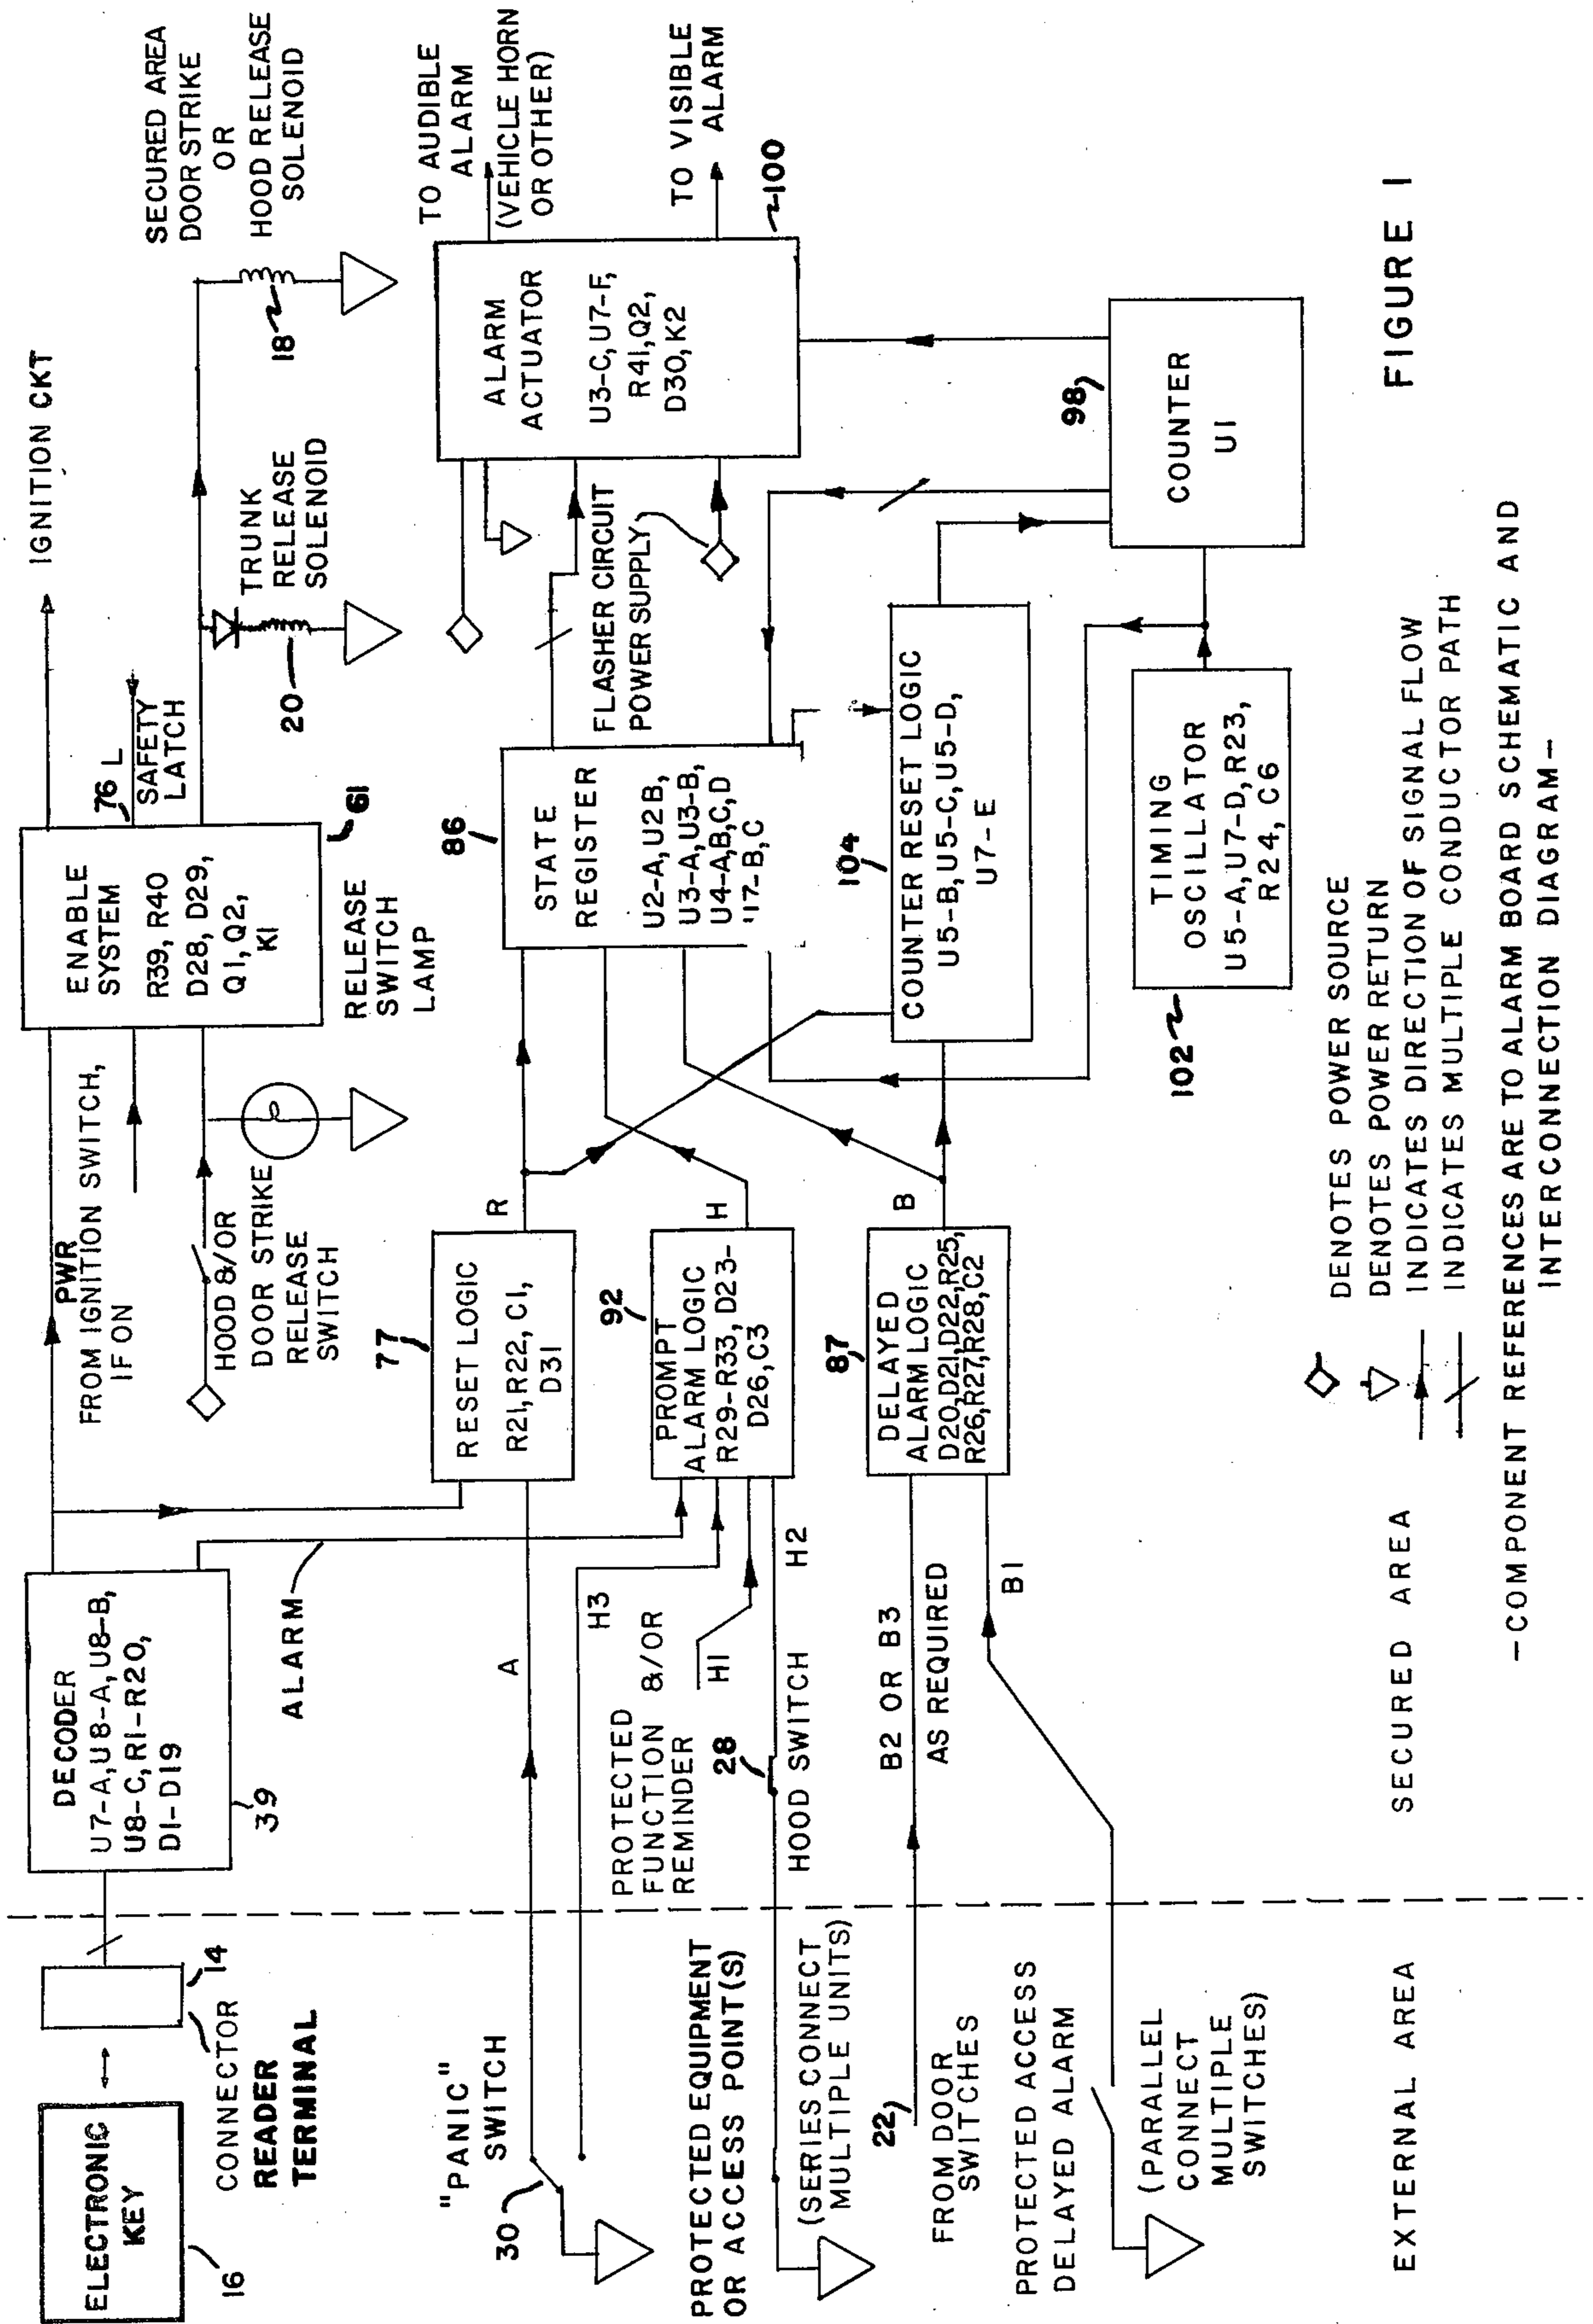 ELECTRONIC
KEY
16
14
CONNECTOR
READER
TERMINAL
DECODER
U7-A, U8-A, U8-B,
U8-C, R1-R20,
D1-D19
39
ALARM
PWR
FROM IGNITION SWITCH,
IF ON
HOOD &/OR
DOOR STRIKE
RELEASE
SWITCH
ENABLE
SYSTEM
R39, R40
D28, D29,
Q1, Q2,
K1
61
RELEASE
SWITCH
LAMP
76 L
SAFETY
LATCH
IGNITION CKT
TRUNK
RELEASE
SOLENOID
20
18
SECURED AREA
DOOR STRIKE
OR
HOOD RELEASE
SOLENOID
"PANIC"
SWITCH
30
A
H3
77
RESET LOGIC
R21, R22, C1,
D31
R
PROTECTED EQUIPMENT
OR ACCESS POINT(S)
(SERIES CONNECT
MULTIPLE UNITS)
PROTECTED
FUNCTION &/OR
REMINDER
H1
28
HOOD SWITCH
H2
92
PROMPT
ALARM LOGIC
R29-R33, D23-
D26, C3
H
22
FROM DOOR
SWITCHES
B2 OR B3
AS REQUIRED
PROTECTED ACCESS
DELAYED ALARM
(PARALLEL
CONNECT
MULTIPLE
SWITCHES)
B1
87
DELAYED
ALARM LOGIC
D20, D21, D22, R25,
R26, R27, R28, C2
B
86
STATE
REGISTER
U2-A, U2B,
U3-A, U3-B,
U4-A, B, C, D
'17-B, C
FLASHER CIRCUIT
POWER SUPPLY
ALARM
ACTUATOR
U3-C, U7-F,
R41, Q2,
D30, K2
100
TO AUDIBLE
ALARM
(VEHICLE HORN
OR OTHER)
TO VISIBLE
ALARM
104
COUNTER RESET LOGIC
U5-B, U5-C, U5-D,
U7-E
102
TIMING
OSCILLATOR
U5-A, U7-D, R23,
R24, C6
98
COUNTER
U1
EXTERNAL AREA
SECURED AREA
DENOTES POWER SOURCE
DENOTES POWER RETURN
INDICATES DIRECTION OF SIGNAL FLOW
INDICATES MULTIPLE CONDUCTOR PATH
-COMPONENT REFERENCES ARE TO ALARM BOARD SCHEMATIC AND
INTERCONNECTION DIAGRAM-
FIGURE 1